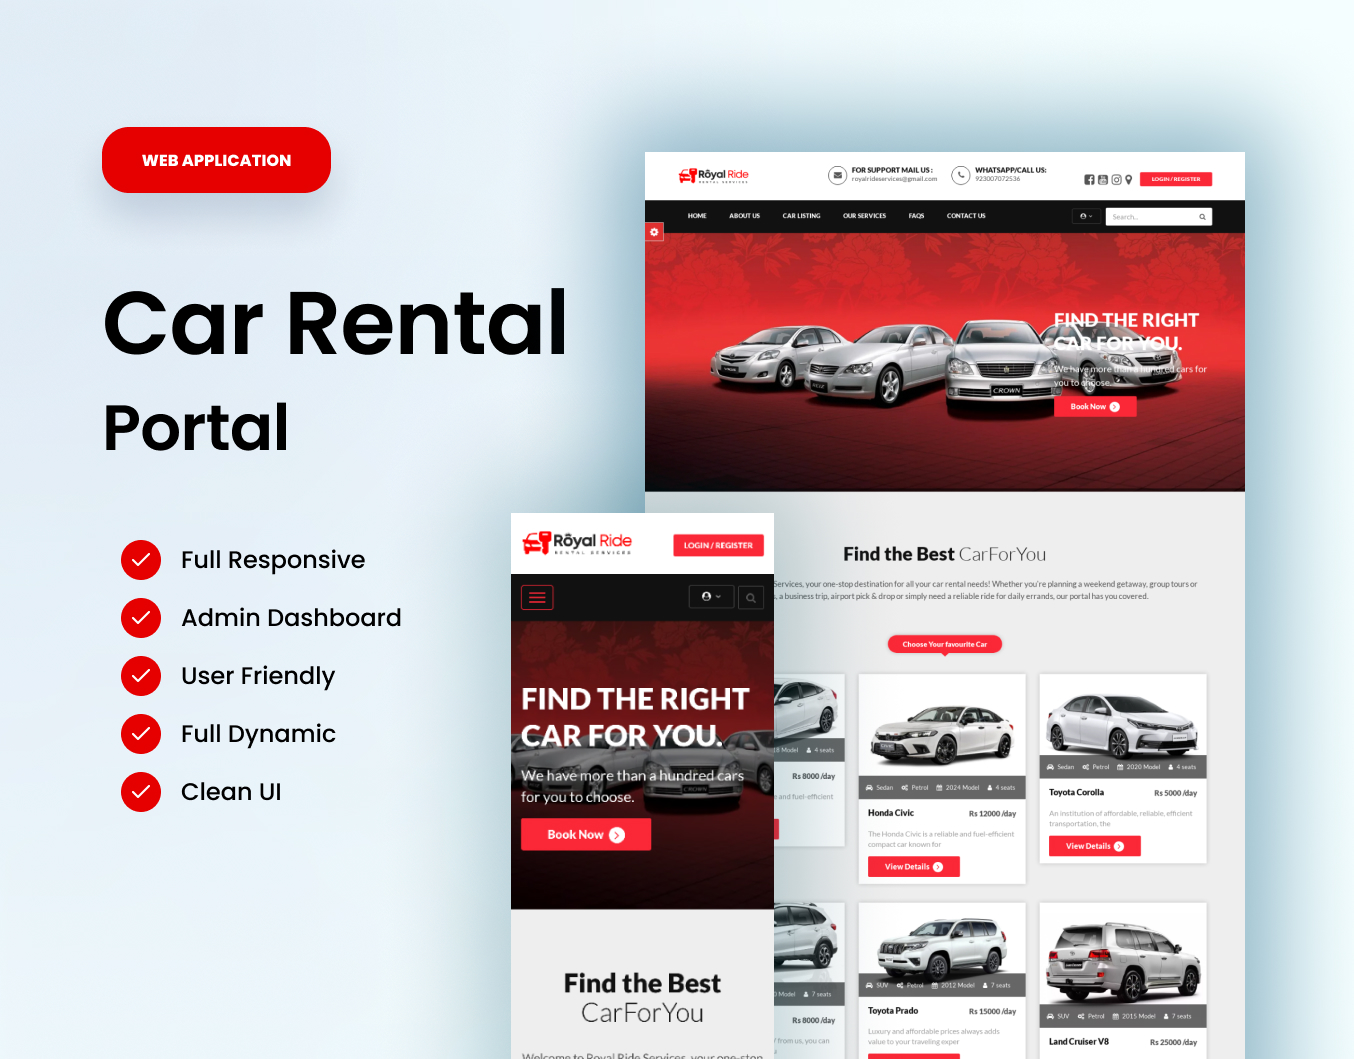 WEB APPLICATION
Car Rental
Portal
Full Responsive
Admin Dashboard
User Friendly
Full Dynamic
Clean UI
Rôyal Ride
RENTAL SERVICES
FOR SUPPORT MAIL US :
royalrideservices@gmail.com
WHATSAPP/CALL US:
923007072536
LOGIN / REGISTER
HOME ABOUT US CAR LISTING OUR SERVICES FAQS CONTACT US
Search...
FIND THE RIGHT
CAR FOR YOU.
We have more than a hundred cars for
you to choose.
Book Now
CROWN
Find the Best CarForYou
Services, your one-stop destination for all your car rental needs! Whether you're planning a weekend getaway, group tours or
, a business trip, airport pick & drop or simply need a reliable ride for daily errands, our portal has you covered.
Choose Your favourite Car
Model 4 seats
Rs 8000 /day
and fuel-efficient
Sedan Petrol 2024 Model 4 seats
Honda Civic Rs 12000 /day
The Honda Civic is a reliable and fuel-efficient
compact car known for
View Details
Sedan Petrol 2020 Model 4 seats
Toyota Corolla Rs 5000 /day
An institution of affordable, reliable, efficient
transportation, the
View Details
Model 7 seats
Rs 8000 /day
from us, you can
SUV Petrol 2012 Model 7 seats
Toyota Prado Rs 15000 /day
Luxury and affordable prices always adds
value to your traveling exper
SUV Petrol 2015 Model 7 seats
Land Cruiser V8 Rs 25000 /day
Rôyal Ride
RENTAL SERVICES
LOGIN / REGISTER
FIND THE RIGHT
CAR FOR YOU.
We have more than a hundred cars
for you to choose.
Book Now
Find the Best
CarForYou
Welcome to Royal Ride Services, your one-stop